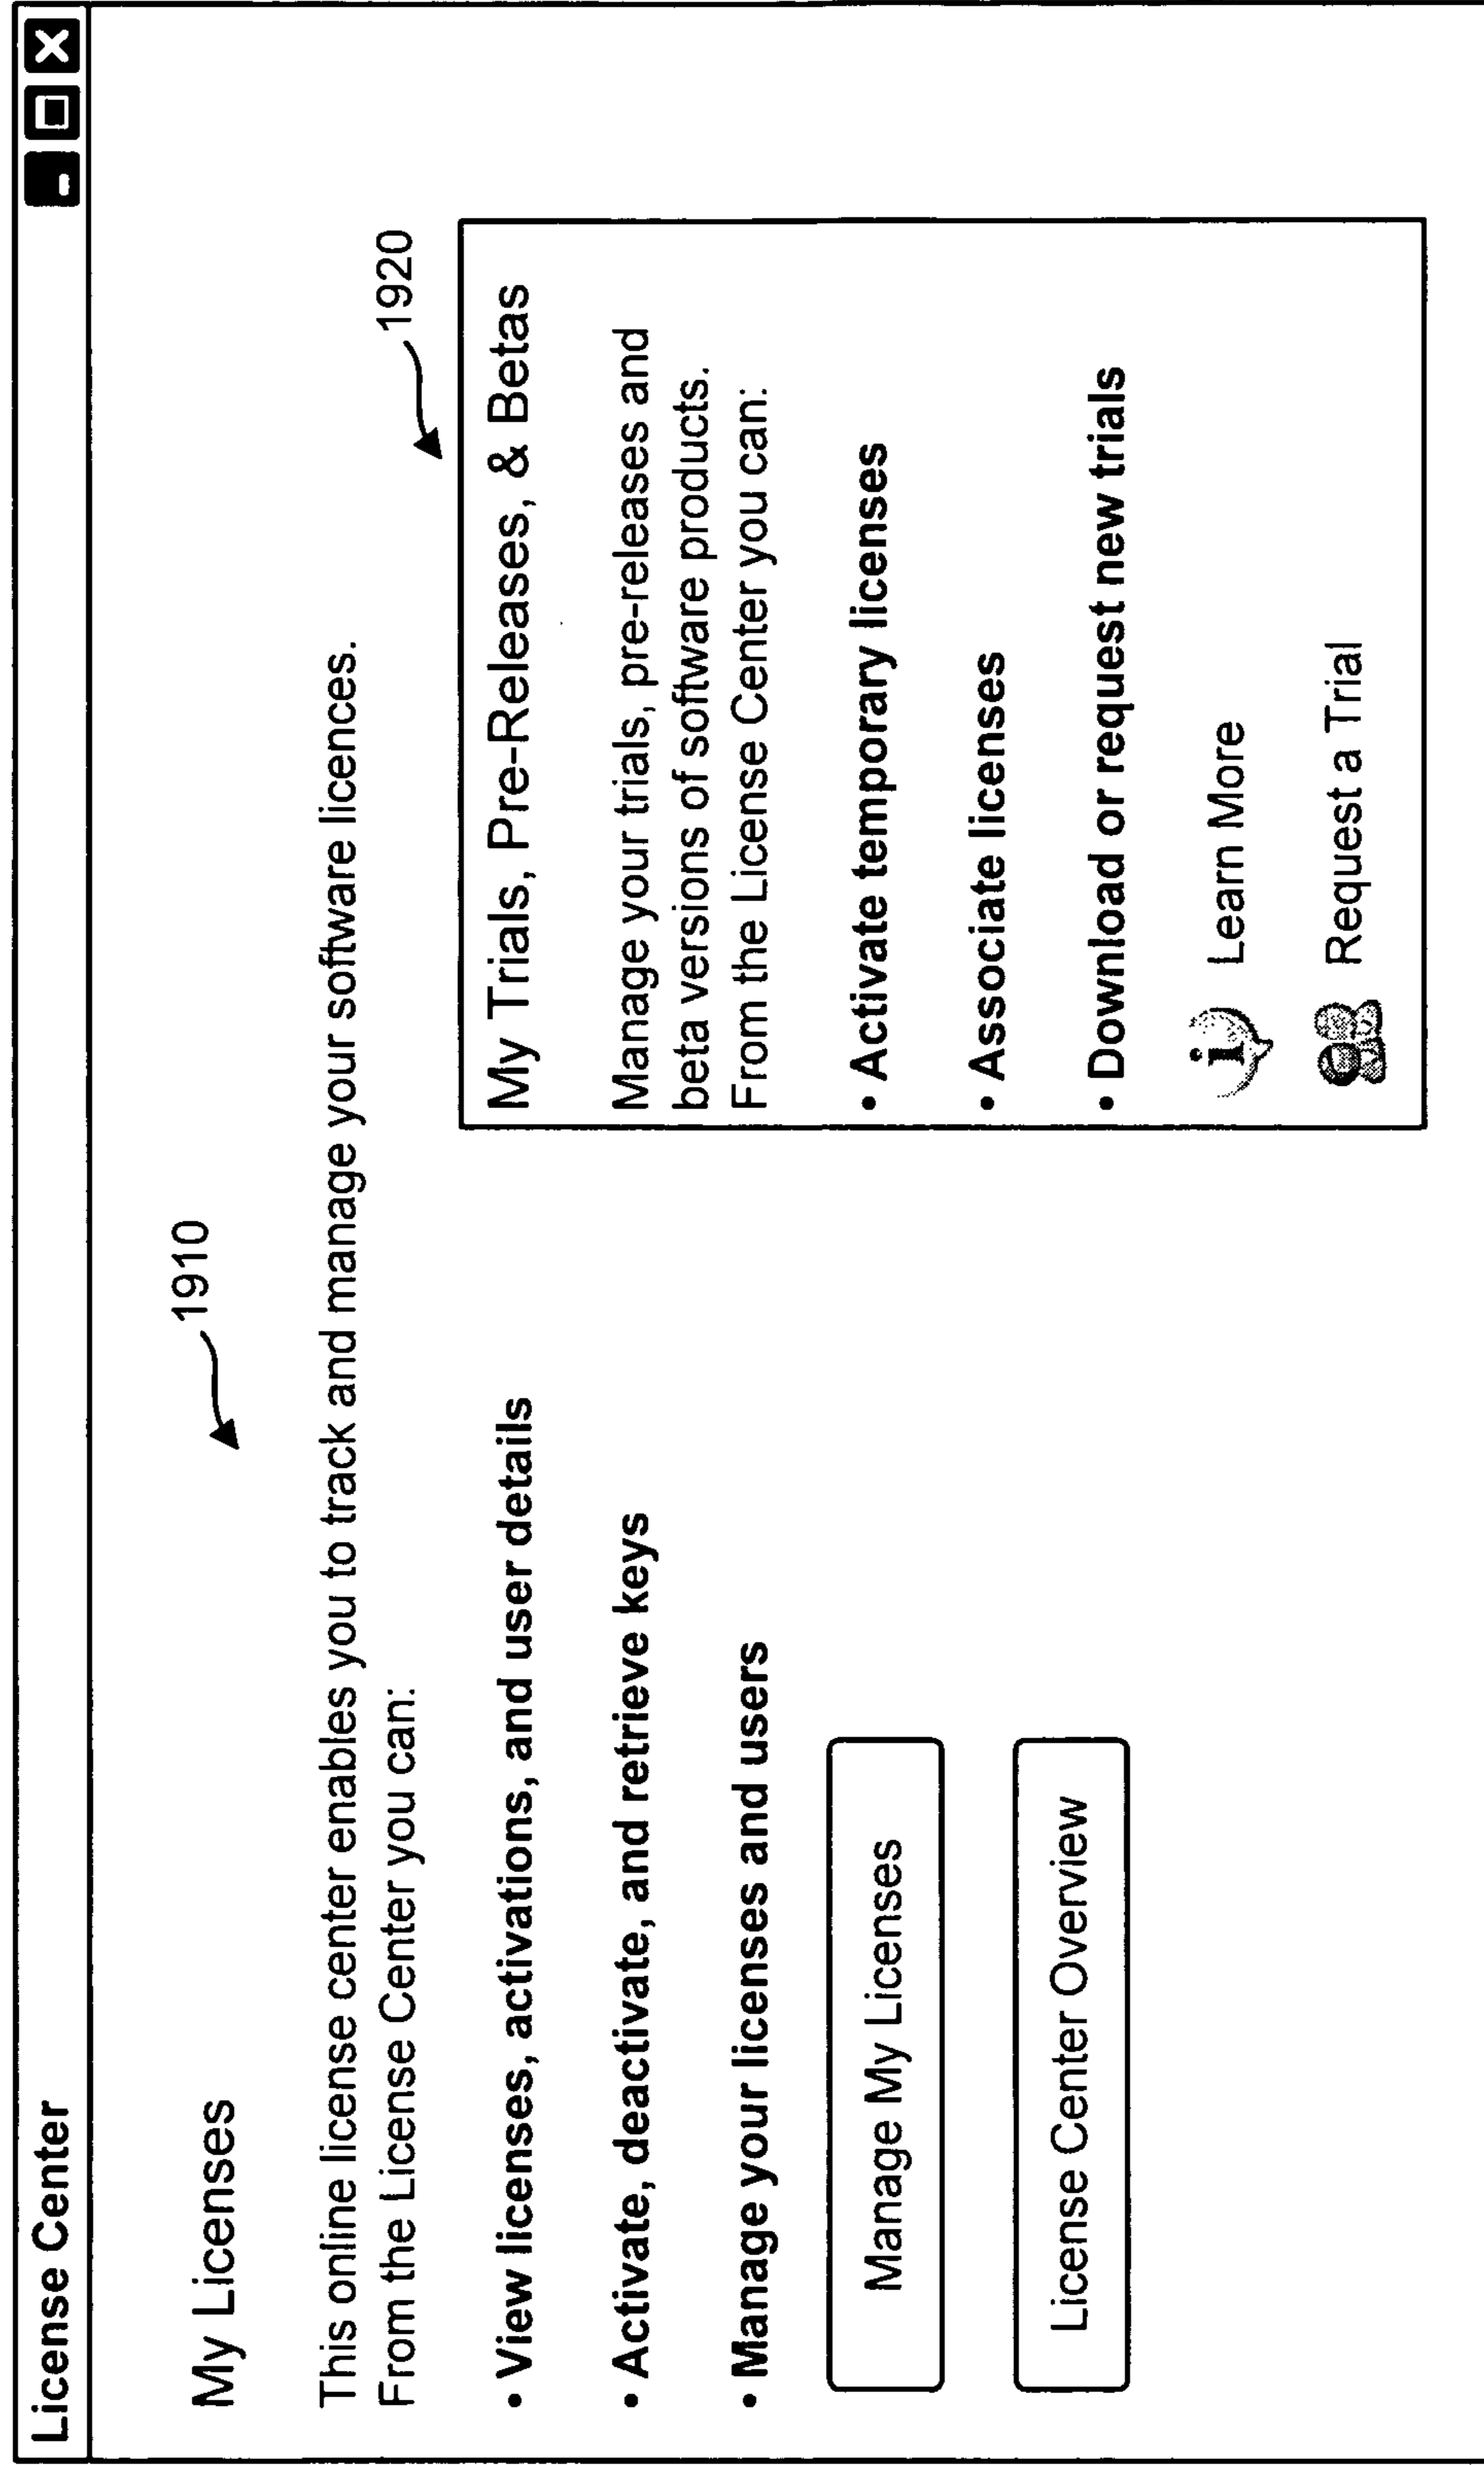 License Center
My Licenses
1910
This online license center enables you to track and manage your software licences.
From the License Center you can:
• View licenses, activations, and user details
• Activate, deactivate, and retrieve keys
• Manage your licenses and users
Manage My Licenses
License Center Overview
1920
My Trials, Pre-Releases, & Betas
Manage your trials, pre-releases and
beta versions of software products.
From the License Center you can:
• Activate temporary licenses
• Associate licenses
• Download or request new trials
i Learn More
Request a Trial